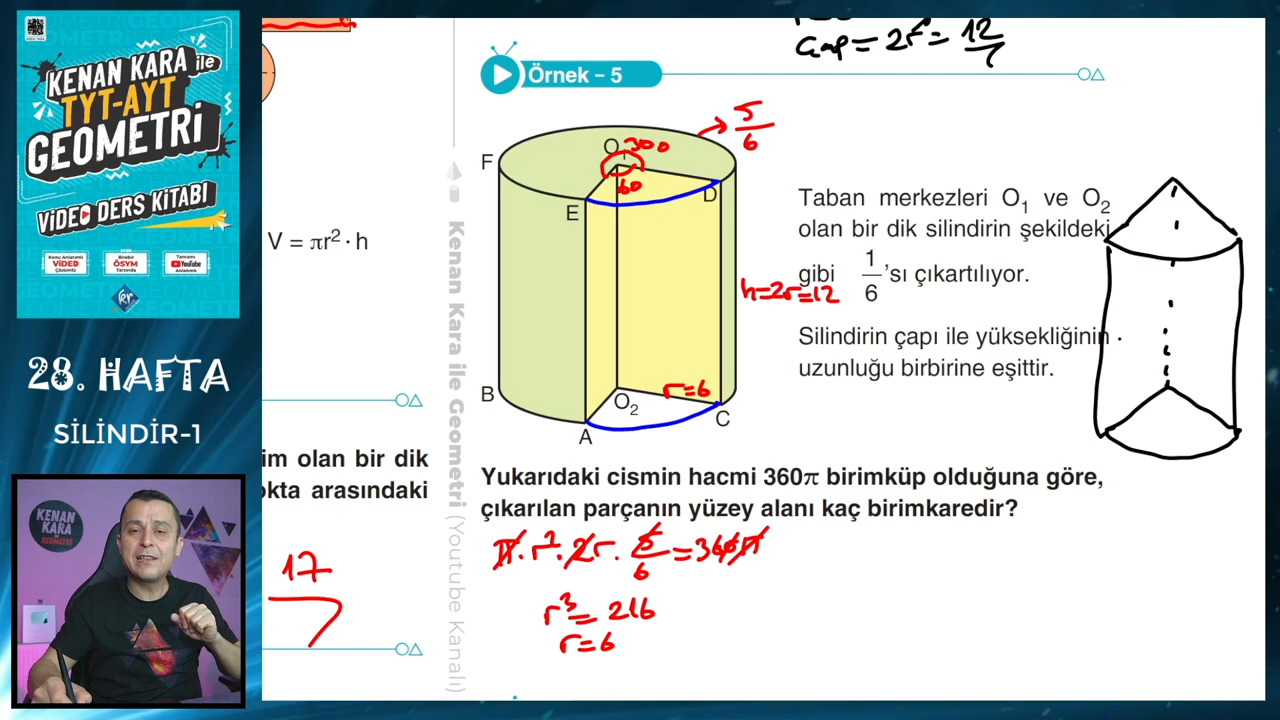 KENAN KARA ile
TYT-AYT
GEOMETRİ
VİDEO DERS KİTABI
Konu Anlatımlı
VİDEO
Çözümlü
Birebir
ÖSYM
Tarzında
Tamamı
YouTube
Anlatımlı
28. HAFTA
SİLİNDİR-1
KENAN
KARA ile
GEOMETRİ
V = πr² · h
im olan bir dik
okta arasındaki
17
Kenan Kara ile Geometri (Youtube Kanalı)
Çap = 2r = 12
Örnek - 5
5/6
O₁ 300
60
F
E
D
h=2r=12
r=6
B
O₂
C
A
Taban merkezleri O₁ ve O₂
olan bir dik silindirin şekildeki
gibi 1/6 'sı çıkartılıyor.
Silindirin çapı ile yüksekliğinin
uzunluğu birbirine eşittir.
Yukarıdaki cismin hacmi 360π birimküp olduğuna göre,
çıkarılan parçanın yüzey alanı kaç birimkaredir?
π · r² · 2r · 5/6 = 360π
r³ = 216
r = 6